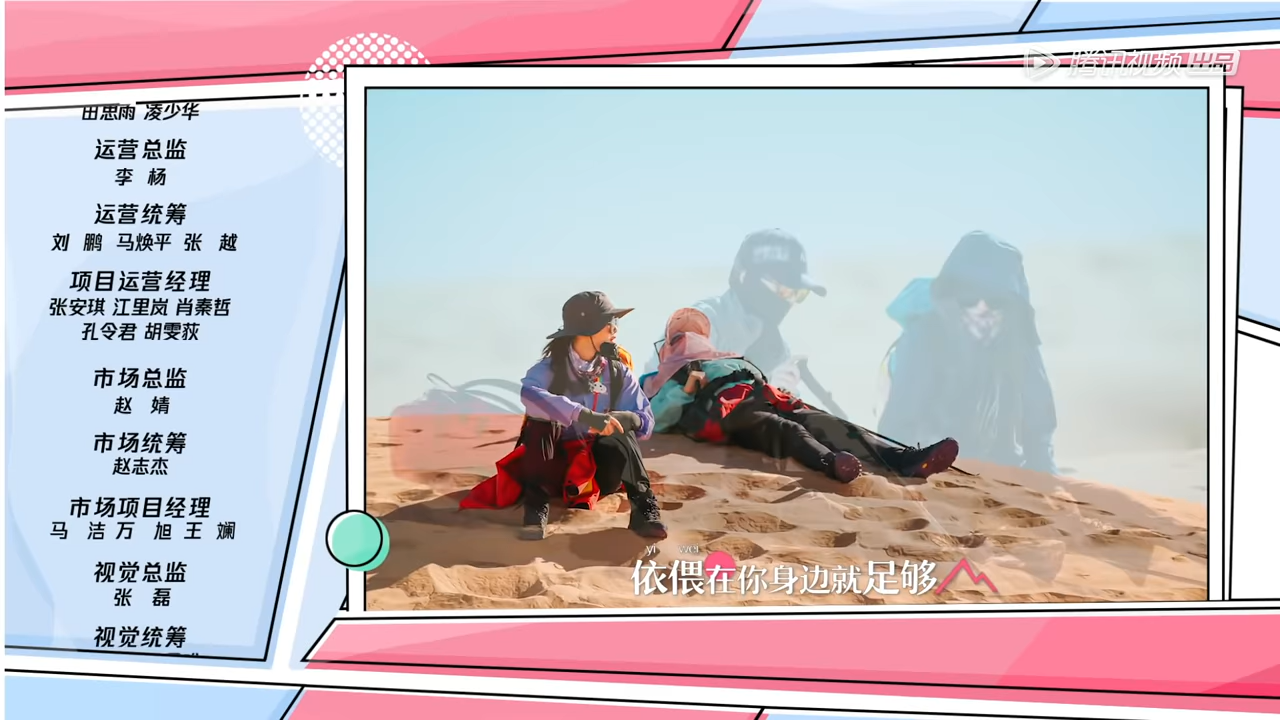 腾讯视频 出品
田思雨 凌少华
运营总监
李 杨
运营统筹
刘 鹏 马焕平 张 越
项目运营经理
张安琪 江里岚 肖秦哲
孔令君 胡雯荻
市场总监
赵 婧
市场统筹
赵志杰
市场项目经理
马 洁 万 旭 王 斓
视觉总监
张 磊
视觉统筹
yī wēi
依偎在你身边就足够